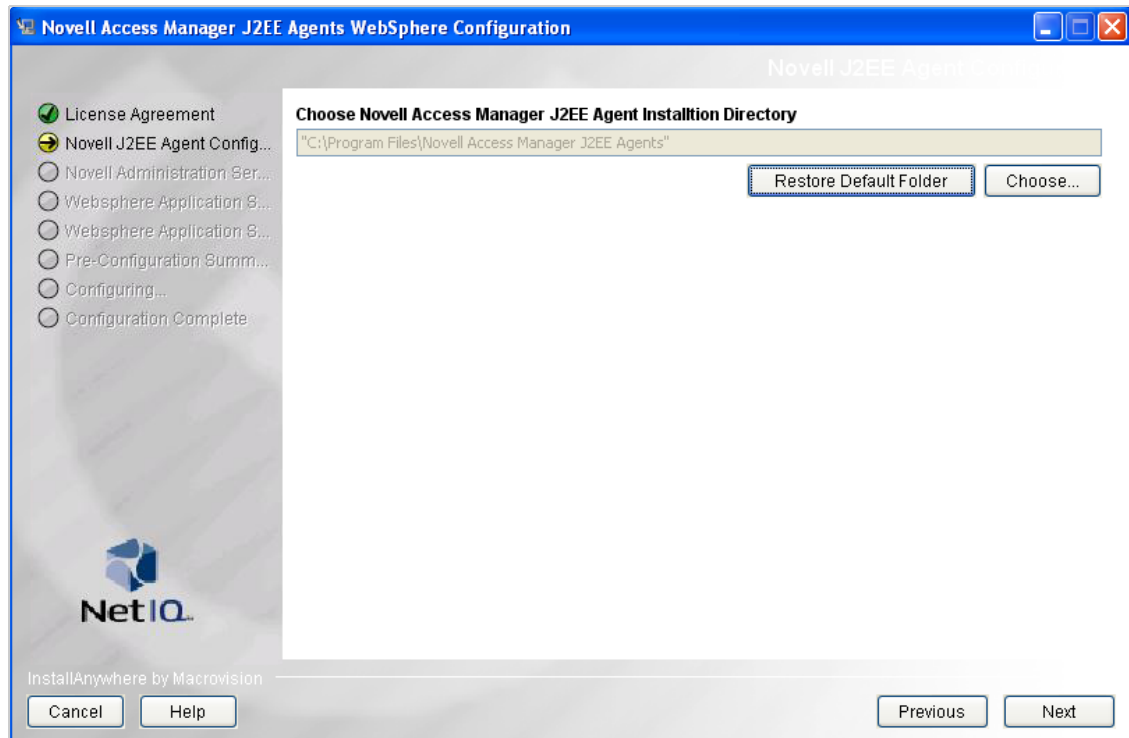 Novell Access Manager J2EE Agents WebSphere Configuration
Novell J2EE Agent
License Agreement
Novell J2EE Agent Config...
Novell Administration Ser...
Websphere Application S...
Websphere Application S...
Pre-Configuration Summ...
Configuring...
Configuration Complete
Choose Novell Access Manager J2EE Agent Installtion Directory
"C:\Program Files\Novell Access Manager J2EE Agents"
Restore Default Folder
Choose...
NetIQ
InstallAnywhere by Macrovision
Cancel
Help
Previous
Next